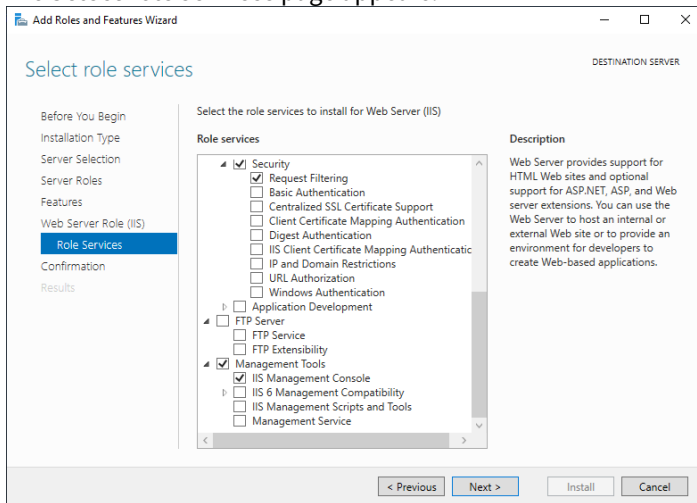 Add Roles and Features Wizard
Select role services
DESTINATION SERVER
Before You Begin
Installation Type
Server Selection
Server Roles
Features
Web Server Role (IIS)
Role Services
Confirmation
Results
Select the role services to install for Web Server (IIS)
Role services
Security
Request Filtering
Basic Authentication
Centralized SSL Certificate Support
Client Certificate Mapping Authentication
Digest Authentication
IIS Client Certificate Mapping Authenticatic
IP and Domain Restrictions
URL Authorization
Windows Authentication
Application Development
FTP Server
FTP Service
FTP Extensibility
Management Tools
IIS Management Console
IIS 6 Management Compatibility
IIS Management Scripts and Tools
Management Service
Description
Web Server provides support for
HTML Web sites and optional
support for ASP.NET, ASP, and Web
server extensions. You can use the
Web Server to host an internal or
external Web site or to provide an
environment for developers to
create Web-based applications.
< Previous
Next >
Install
Cancel